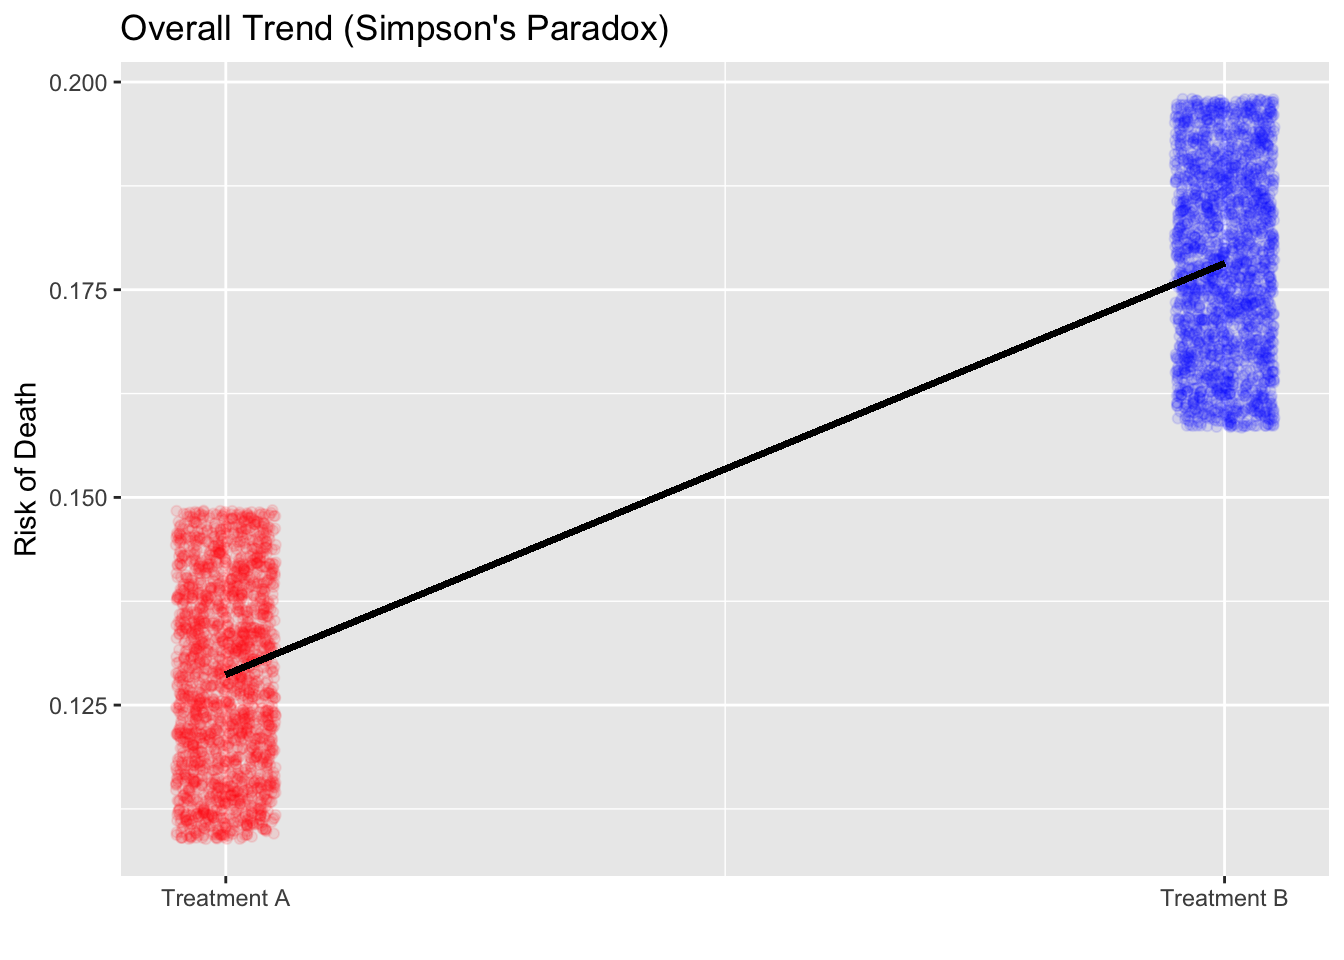 Overall Trend (Simpson's Paradox)
0.200
0.175
0.150
0.125
Risk of Death
Treatment A
Treatment B